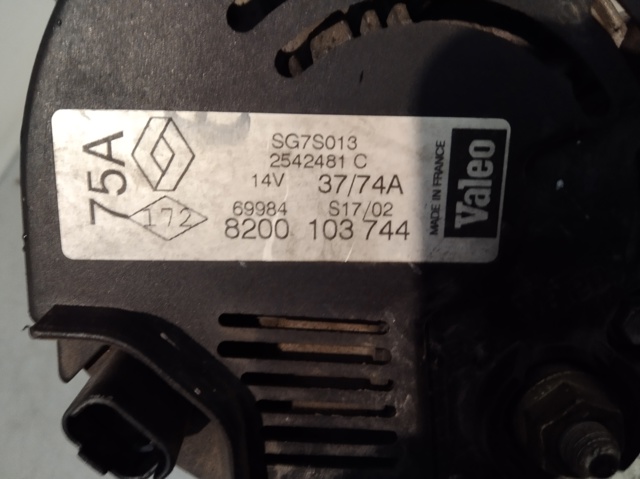 75A
172
SG7S013
2542481 C
14V 37/74A
69984 S17/02
8200 103 744
MADE IN FRANCE
Valeo